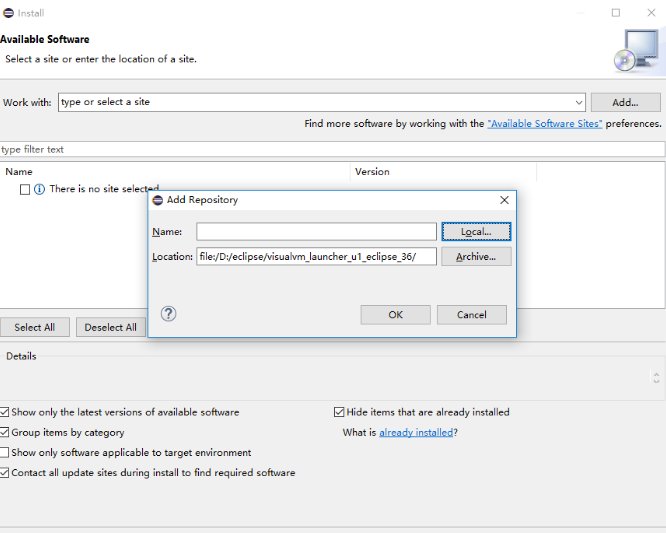 Install
Available Software
Select a site or enter the location of a site.
Work with: type or select a site Add...
Find more software by working with the "Available Software Sites" preferences.
type filter text
Name Version
There is no site selected
Add Repository
Name: Local...
Location: file:/D:/eclipse/visualvm_launcher_u1_eclipse_36/ Archive...
? OK Cancel
Select All Deselect All
Details
Show only the latest versions of available software Hide items that are already installed
Group items by category What is already installed?
Show only software applicable to target environment
Contact all update sites during install to find required software